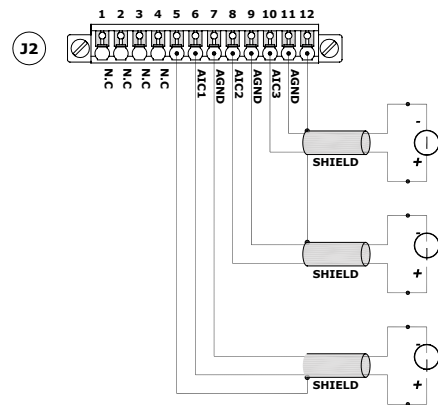 1 2 3 4 5 6 7 8 9 10 11 12
J2
N.C
N.C
N.C
N.C
AIC1
AGND
AIC2
AGND
AIC3
AGND
-
+
SHIELD
-
+
SHIELD
-
+
SHIELD